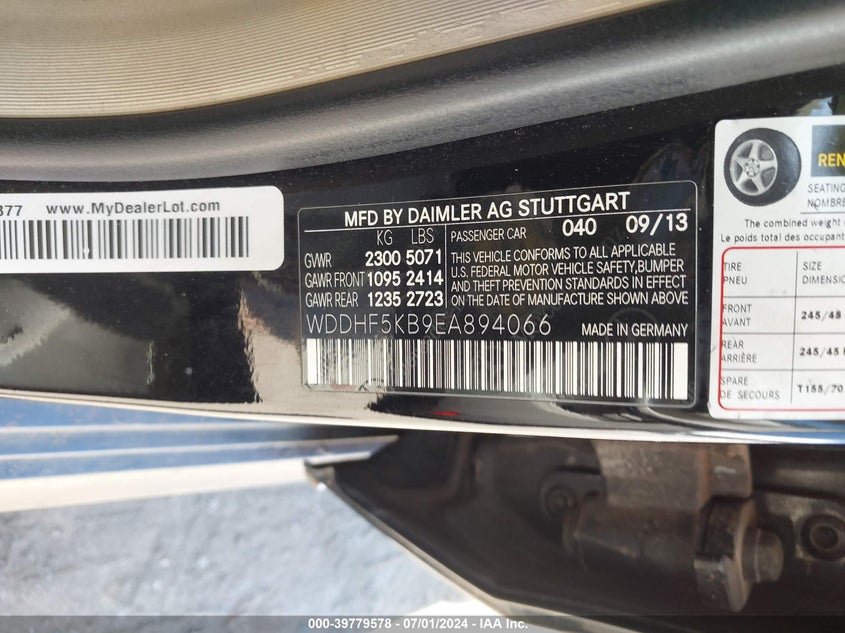 377 www.MyDealerLot.com
MFD BY DAIMLER AG STUTTGART
KG LBS
GVWR 2300 5071
GAWR FRONT 1095 2414
GAWR REAR 1235 2723
PASSENGER CAR 040 09/13
THIS VEHICLE CONFORMS TO ALL APPLICABLE
U.S. FEDERAL MOTOR VEHICLE SAFETY,BUMPER
AND THEFT PREVENTION STANDARDS IN EFFECT
ON THE DATE OF MANUFACTURE SHOWN ABOVE
WDDHF5KB9EA894066 MADE IN GERMANY
SEATING
NOMBRE
The combined weight
Le poids total des occupant
TIRE SIZE
PNEU DIMENSIO
FRONT
AVANT 245/45
REAR
ARRIÈRE 245/45
SPARE
DE SECOURS T155/70
000-39779578 - 07/01/2024 - IAA Inc.